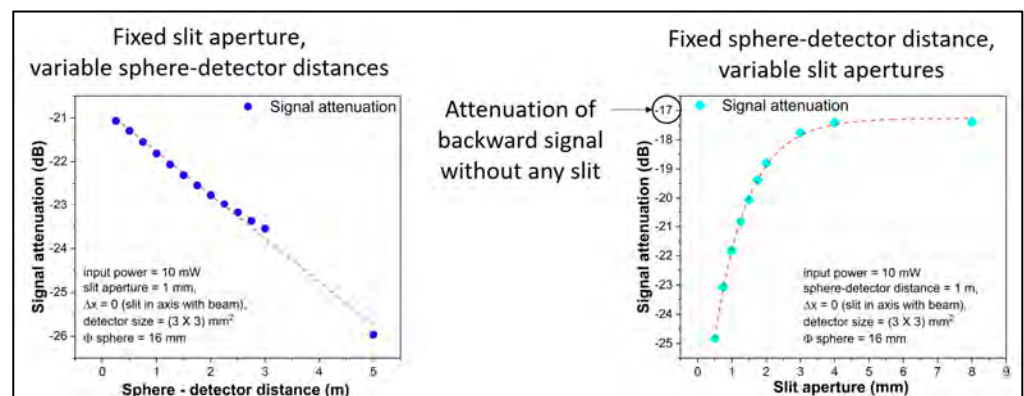 Fixed slit aperture,
variable sphere-detector distances
Signal attenuation
-21
-22
-23
-24
-25
-26
Signal attenuation (dB)
input power = 10 mW
slit aperture = 1 mm,
Δx = 0 (slit in axis with beam),
detector size = (3 X 3) mm²
Φ sphere = 16 mm
0 1 2 3 4 5
Sphere - detector distance (m)
Attenuation of
backward signal
without any slit
Fixed sphere-detector distance,
variable slit apertures
Signal attenuation
-17
-18
-19
-20
-21
-22
-23
-24
-25
Signal attenuation (dB)
input power = 10 mW
sphere-detector distance = 1 m,
Δx = 0 (slit in axis with beam),
detector size = (3 X 3) mm²
Φ sphere = 16 mm
0 1 2 3 4 5 6 7 8 9
Slit aperture (mm)